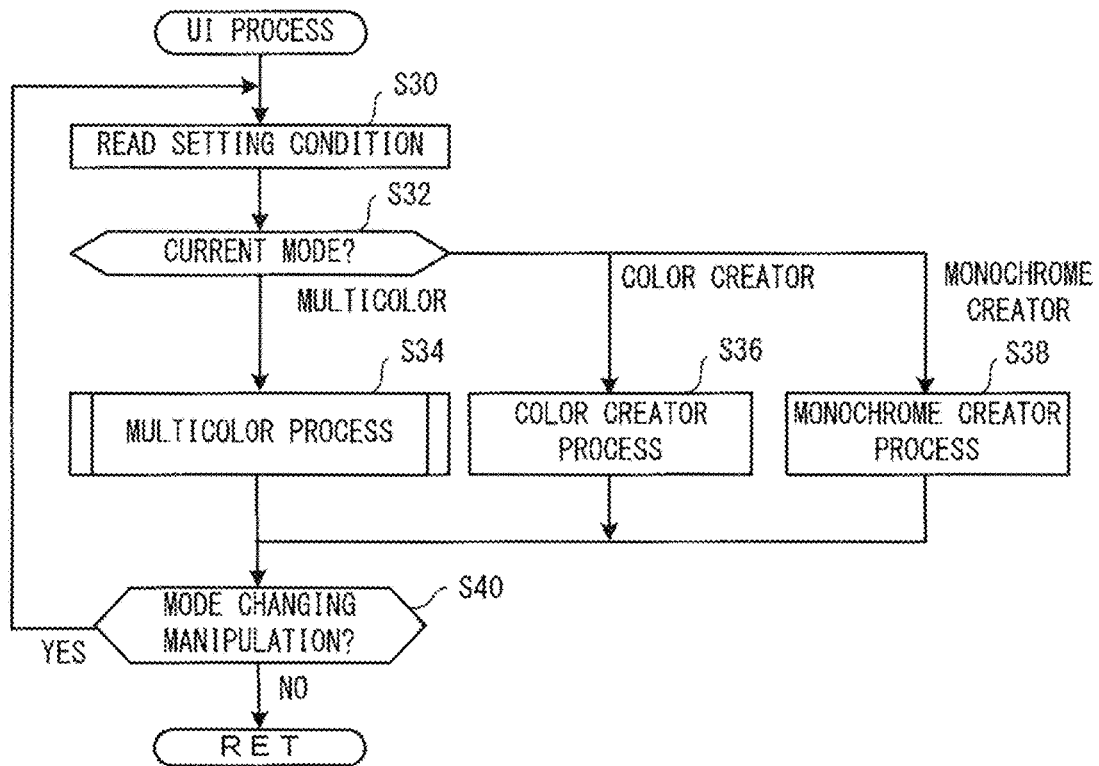 UI PROCESS
S30
READ SETTING CONDITION
S32
CURRENT MODE?
MULTICOLOR
COLOR CREATOR
MONOCHROME
CREATOR
S34
S36
S38
MULTICOLOR PROCESS
COLOR CREATOR
PROCESS
MONOCHROME CREATOR
PROCESS
S40
MODE CHANGING
MANIPULATION?
YES
NO
RET